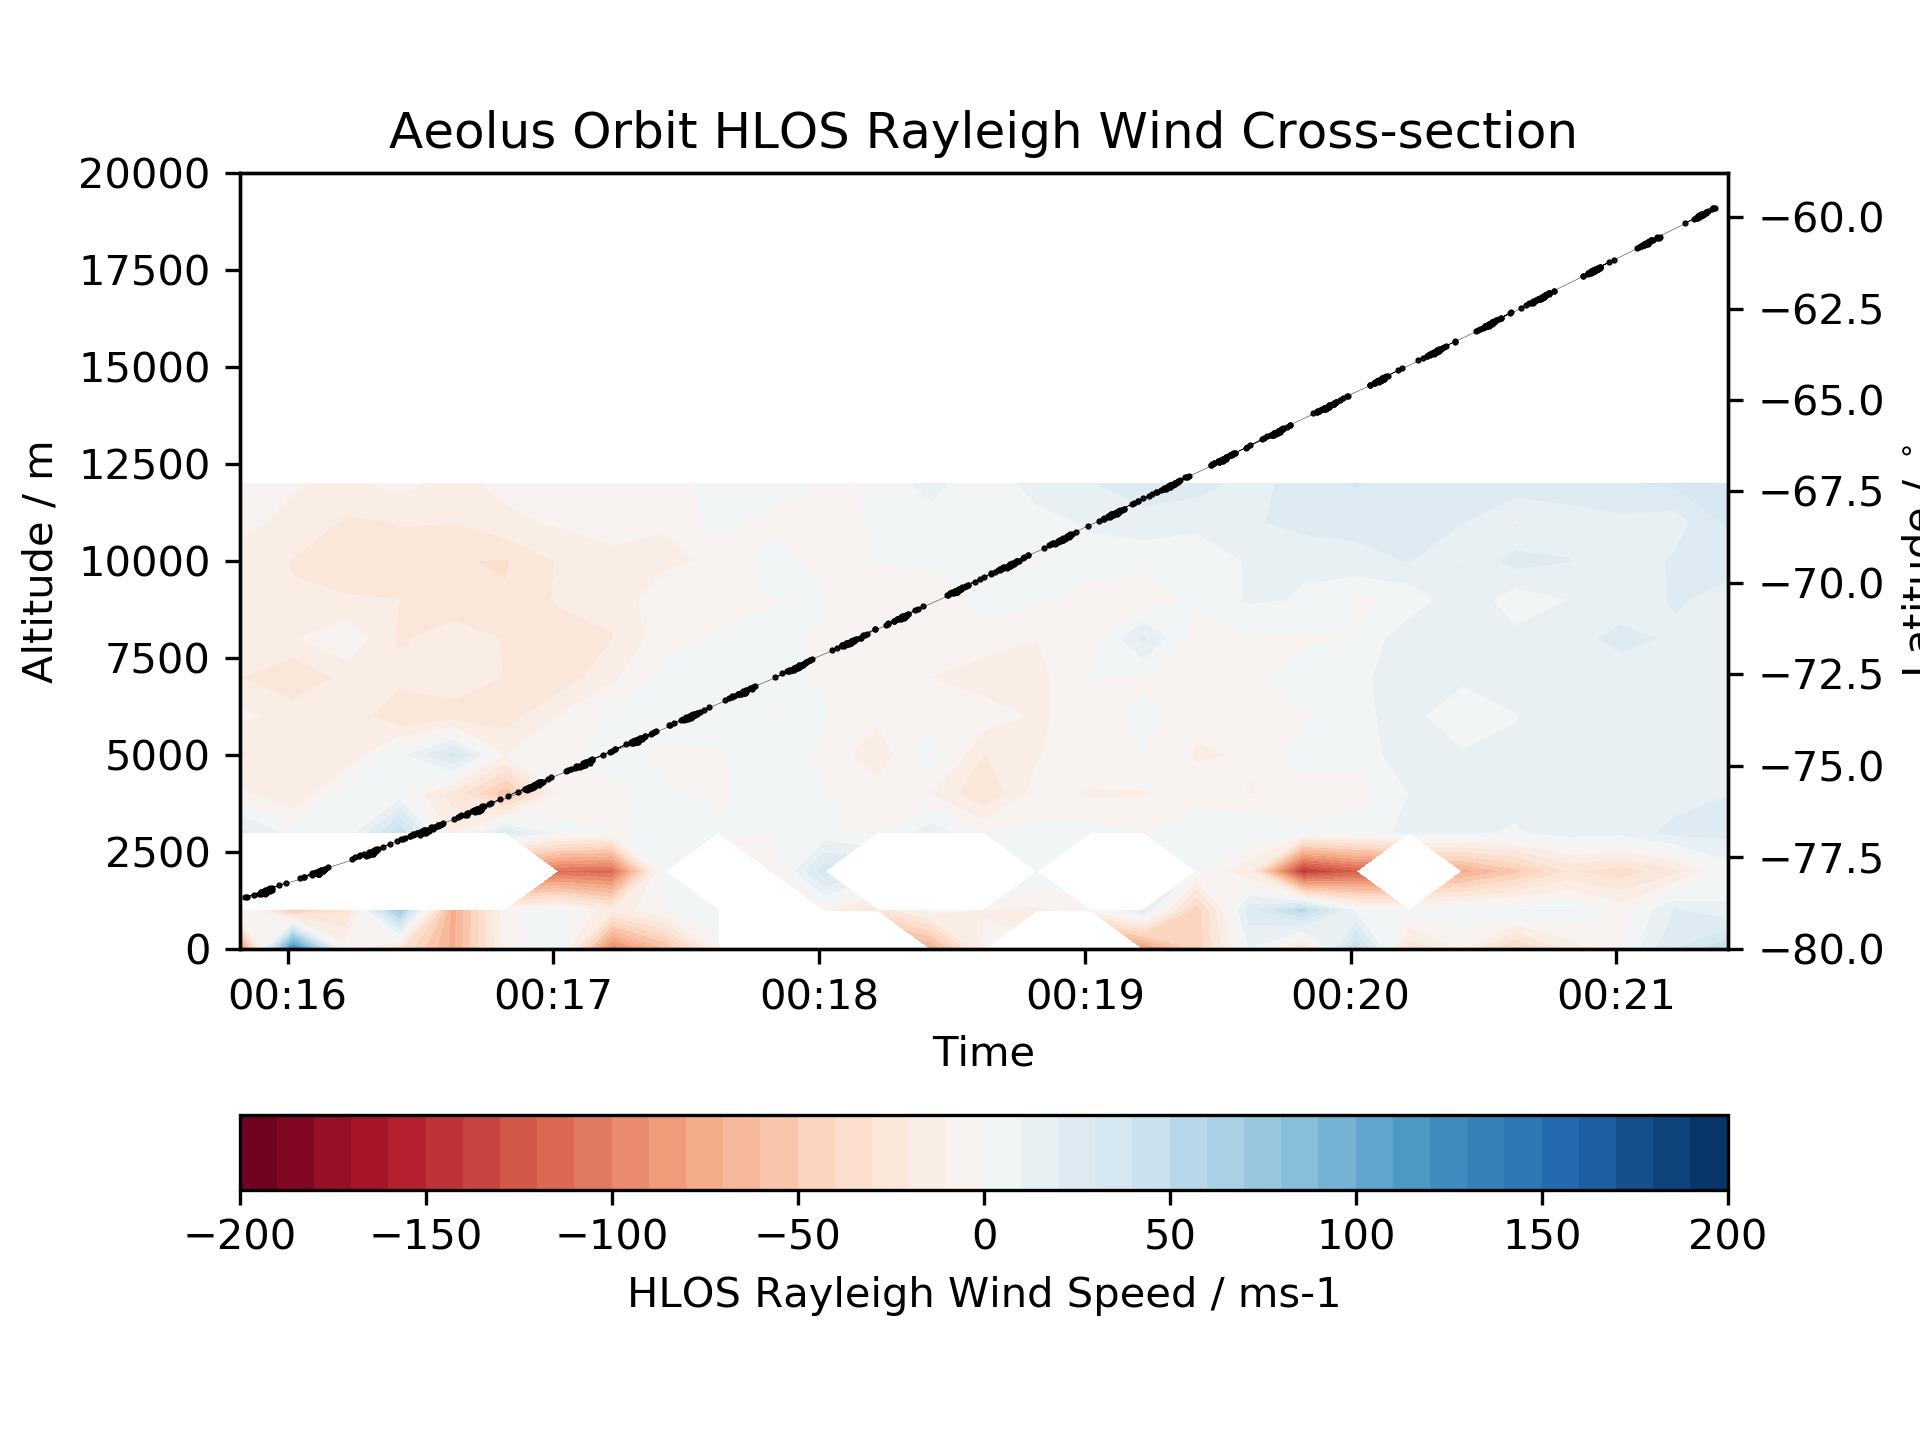 Aeolus Orbit HLOS Rayleigh Wind Cross-section
20000
17500
15000
12500
10000
7500
5000
2500
0
Altitude / m
−60.0
−62.5
−65.0
−67.5
−70.0
−72.5
−75.0
−77.5
−80.0
Latitude / °
00:16 00:17 00:18 00:19 00:20 00:21
Time
−200 −150 −100 −50 0 50 100 150 200
HLOS Rayleigh Wind Speed / ms-1